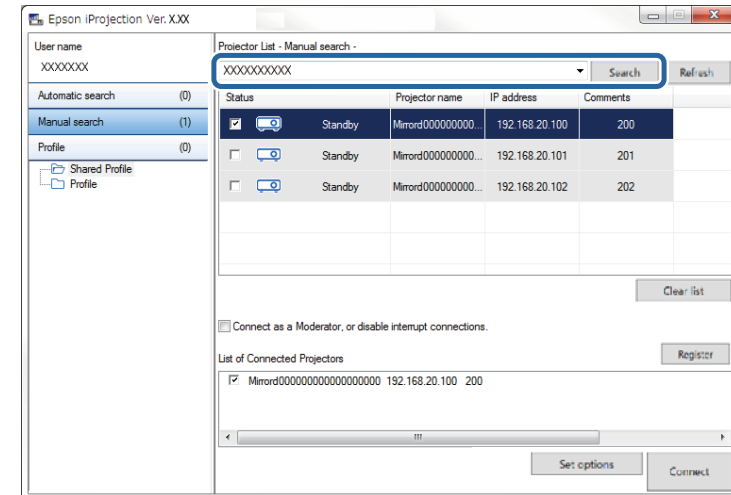 Epson iProjection Ver. X.XX
User name
XXXXXXX
Automatic search (0)
Manual search (1)
Profile (0)
Shared Profile
Profile
Projector List - Manual search -
XXXXXXXXXX Search Refresh
Status Projector name IP address Comments
Standby Mirrord000000000... 192.168.20.100 200
Standby Mirrord000000000... 192.168.20.101 201
Standby Mirrord000000000... 192.168.20.102 202
Clear list
Connect as a Moderator, or disable interrupt connections.
List of Connected Projectors Register
Mirrord000000000000000000 192.168.20.100 200
Set options Connect